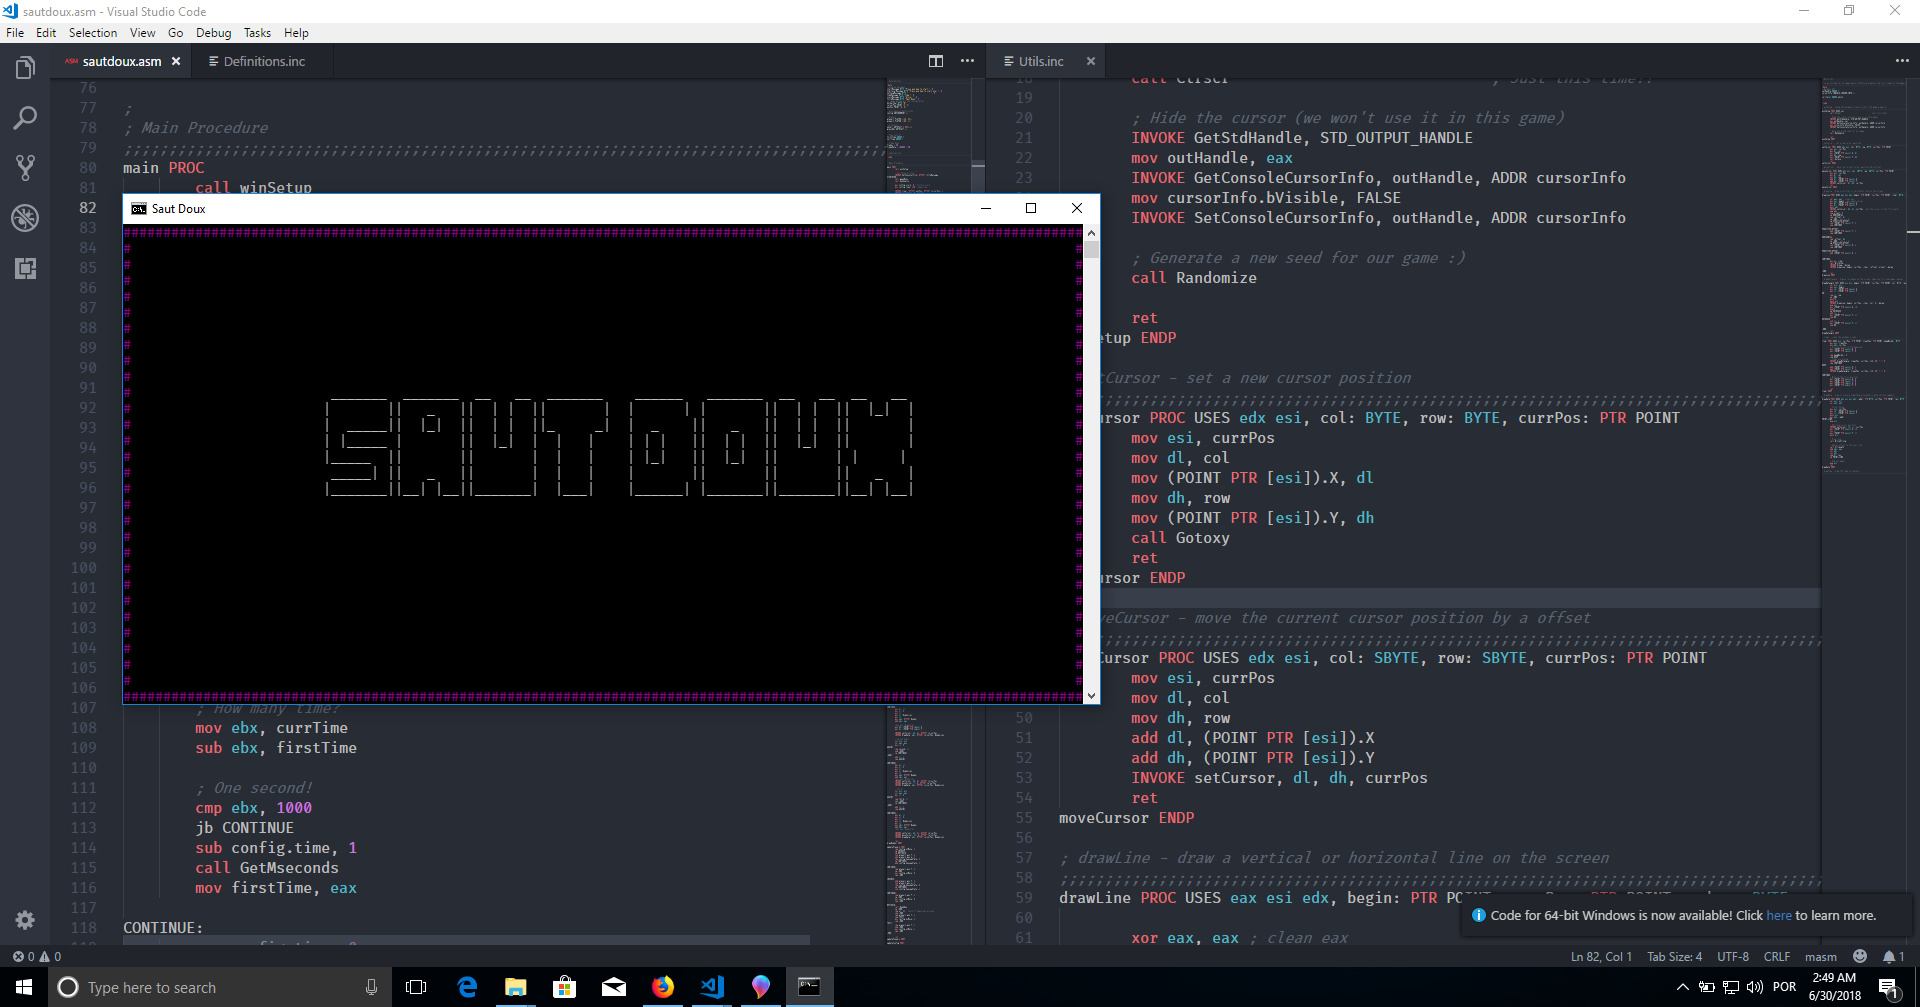 sautdoux.asm - Visual Studio Code
File Edit Selection View Go Debug Tasks Help
ASM sautdoux.asm Definitions.inc
76
77 ;
78 ; Main Procedure
79 ;;;;;;;;;;;;;;;;;;;;;;;;;;;;;;;;;;;;;;;;;;;;;;;;;;;;;;;;;;;;;;;;;;;;;;;;;;;;;;;;;;;;;
80 main PROC
81 call winSetup
82
83
84
85
86
87
88
89
90
91
92
93
94
95
96
97
98
99
100
101
102
103
104
105
106
107 ; How many time?
108 mov ebx, currTime
109 sub ebx, firstTime
110
111 ; One second!
112 cmp ebx, 1000
113 jb CONTINUE
114 sub config.time, 1
115 call GetMseconds
116 mov firstTime, eax
117
118 CONTINUE:
Saut Doux
SAUT DOUX
Utils.inc
18 call Clrscr ; Just this time!!
19
20 ; Hide the cursor (we won't use it in this game)
21 INVOKE GetStdHandle, STD_OUTPUT_HANDLE
22 mov outHandle, eax
23 INVOKE GetConsoleCursorInfo, outHandle, ADDR cursorInfo
mov cursorInfo.bVisible, FALSE
INVOKE SetConsoleCursorInfo, outHandle, ADDR cursorInfo
; Generate a new seed for our game :)
call Randomize
ret
etup ENDP
Cursor - set a new cursor position
rsor PROC USES edx esi, col: BYTE, row: BYTE, currPos: PTR POINT
mov esi, currPos
mov dl, col
mov (POINT PTR [esi]).X, dl
mov dh, row
mov (POINT PTR [esi]).Y, dh
call Gotoxy
ret
rsor ENDP
veCursor - move the current cursor position by a offset
Cursor PROC USES edx esi, col: SBYTE, row: SBYTE, currPos: PTR POINT
mov esi, currPos
mov dl, col
50 mov dh, row
51 add dl, (POINT PTR [esi]).X
52 add dh, (POINT PTR [esi]).Y
53 INVOKE setCursor, dl, dh, currPos
54 ret
55 moveCursor ENDP
56
57 ; drawLine - draw a vertical or horizontal line on the screen
58 ;;;;;;;;;;;;;;;;;;;;;;;;;;;;;;;;;;;;;;;;;;;;;;;;;;;;;;;;;;;;;;;;;;;;;;;;;;;;;;;;;;;;;
59 drawLine PROC USES eax esi edx, begin: PTR PO
60
61 xor eax, eax ; clean eax
Code for 64-bit Windows is now available! Click here to learn more.
0 0 Ln 82, Col 1 Tab Size: 4 UTF-8 CRLF masm 1
Type here to search
POR
2:49 AM
6/30/2018
1